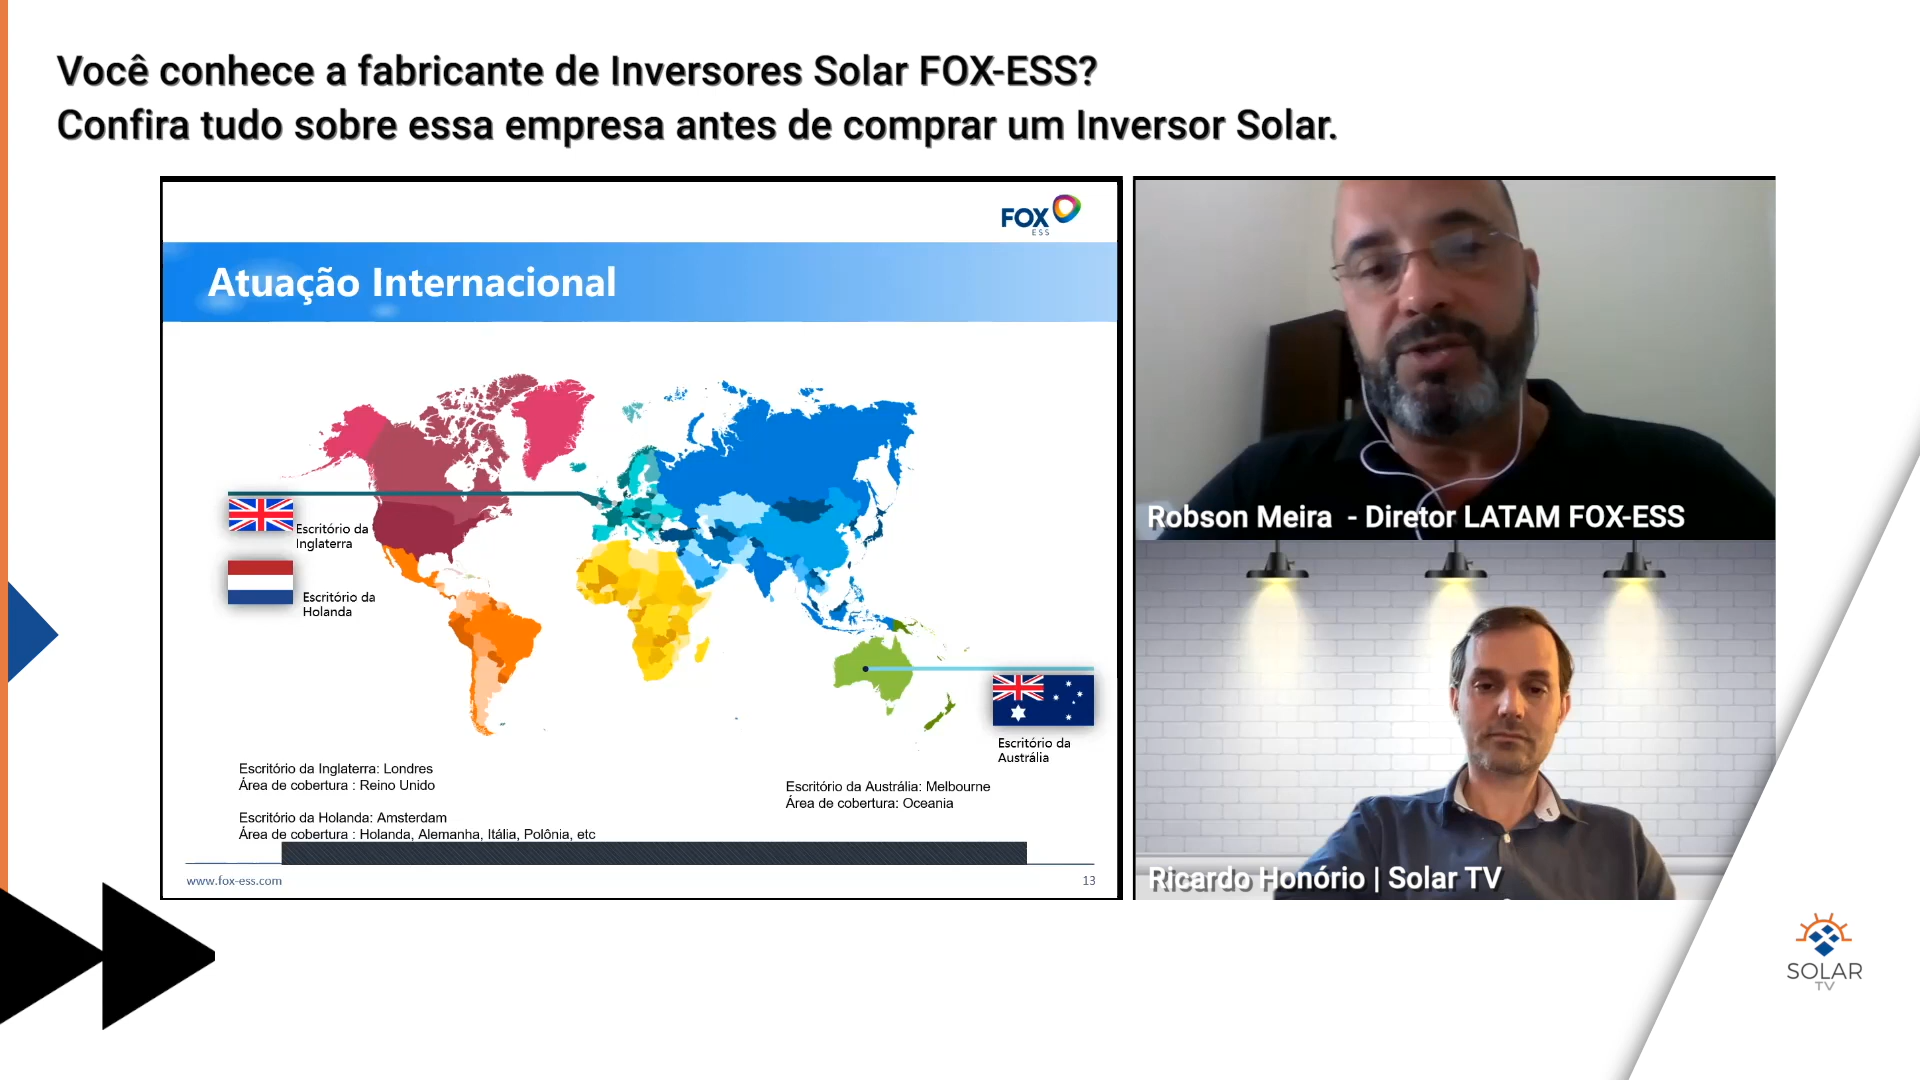 Você conhece a fabricante de Inversores Solar FOX-ESS?
Confira tudo sobre essa empresa antes de comprar um Inversor Solar.
FOX
ESS
Atuação Internacional
Escritório da
Inglaterra
Escritório da
Holanda
Escritório da
Austrália
Escritório da Inglaterra: Londres
Área de cobertura : Reino Unido
Escritório da Holanda: Amsterdam
Área de cobertura : Holanda, Alemanha, Itália, Polônia, etc
Escritório da Austrália: Melbourne
Área de cobertura: Oceania
www.fox-ess.com
13
Robson Meira - Diretor LATAM FOX-ESS
Ricardo Honório | Solar TV
SOLAR
TV